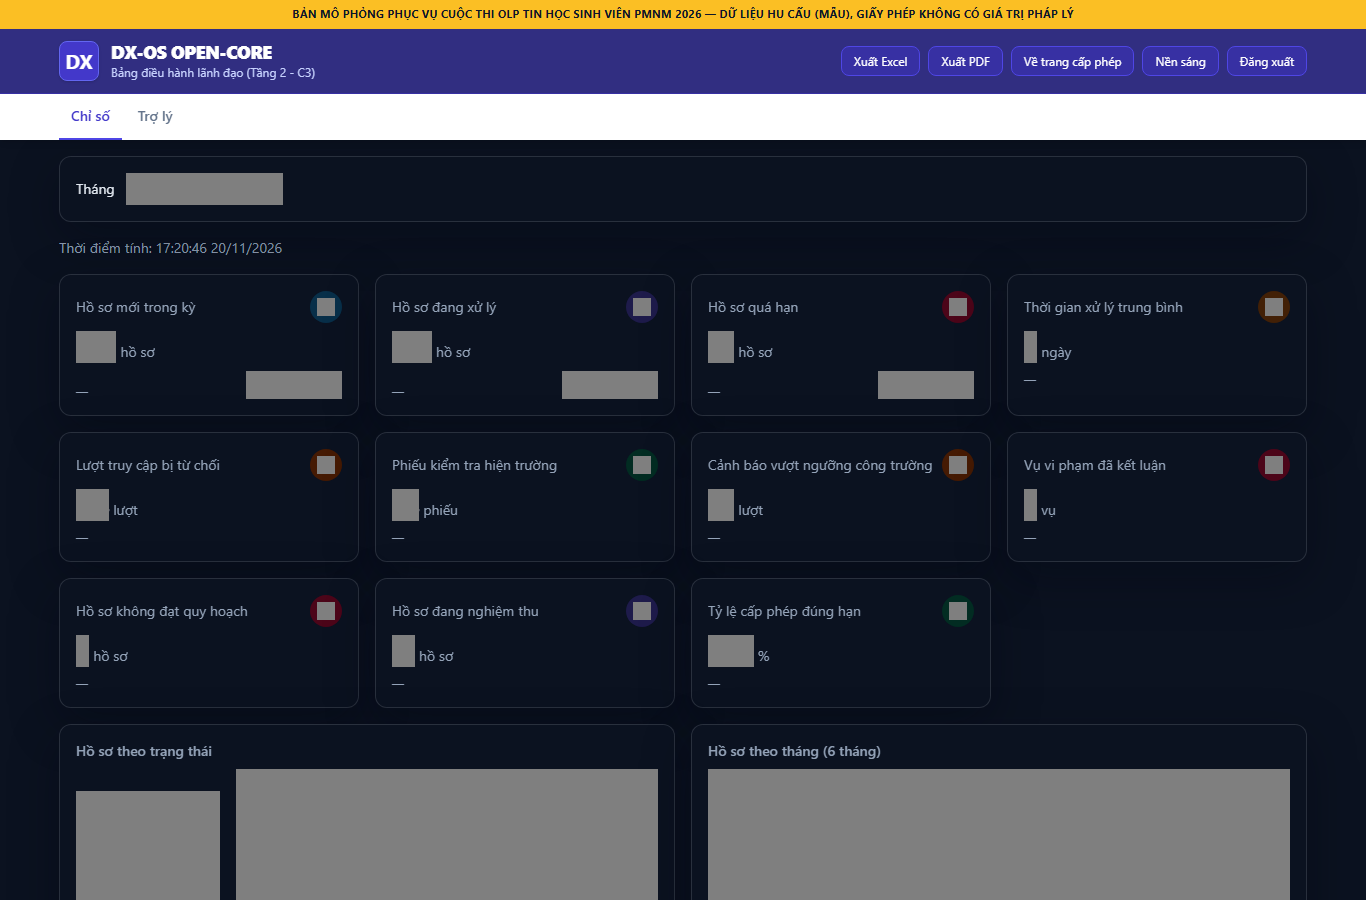 BẢN MÔ PHỎNG PHỤC VỤ CUỘC THI OLP TIN HỌC SINH VIÊN PMNM 2026 — DỮ LIỆU HƯ CẤU (MẪU), GIẤY PHÉP KHÔNG CÓ GIÁ TRỊ PHÁP LÝ
DX
DX-OS OPEN-CORE
Bảng điều hành lãnh đạo (Tầng 2 - C3)
Xuất Excel
Xuất PDF
Về trang cấp phép
Nền sáng
Đăng xuất
Chỉ số
Trợ lý
Tháng
Thời điểm tính: 17:20:46 20/11/2026
Hồ sơ mới trong kỳ
hồ sơ
—
Hồ sơ đang xử lý
hồ sơ
—
Hồ sơ quá hạn
hồ sơ
—
Thời gian xử lý trung bình
ngày
—
Lượt truy cập bị từ chối
lượt
—
Phiếu kiểm tra hiện trường
phiếu
—
Cảnh báo vượt ngưỡng công trường
lượt
—
Vụ vi phạm đã kết luận
vụ
—
Hồ sơ không đạt quy hoạch
hồ sơ
—
Hồ sơ đang nghiệm thu
hồ sơ
—
Tỷ lệ cấp phép đúng hạn
%
—
Hồ sơ theo trạng thái
Hồ sơ theo tháng (6 tháng)